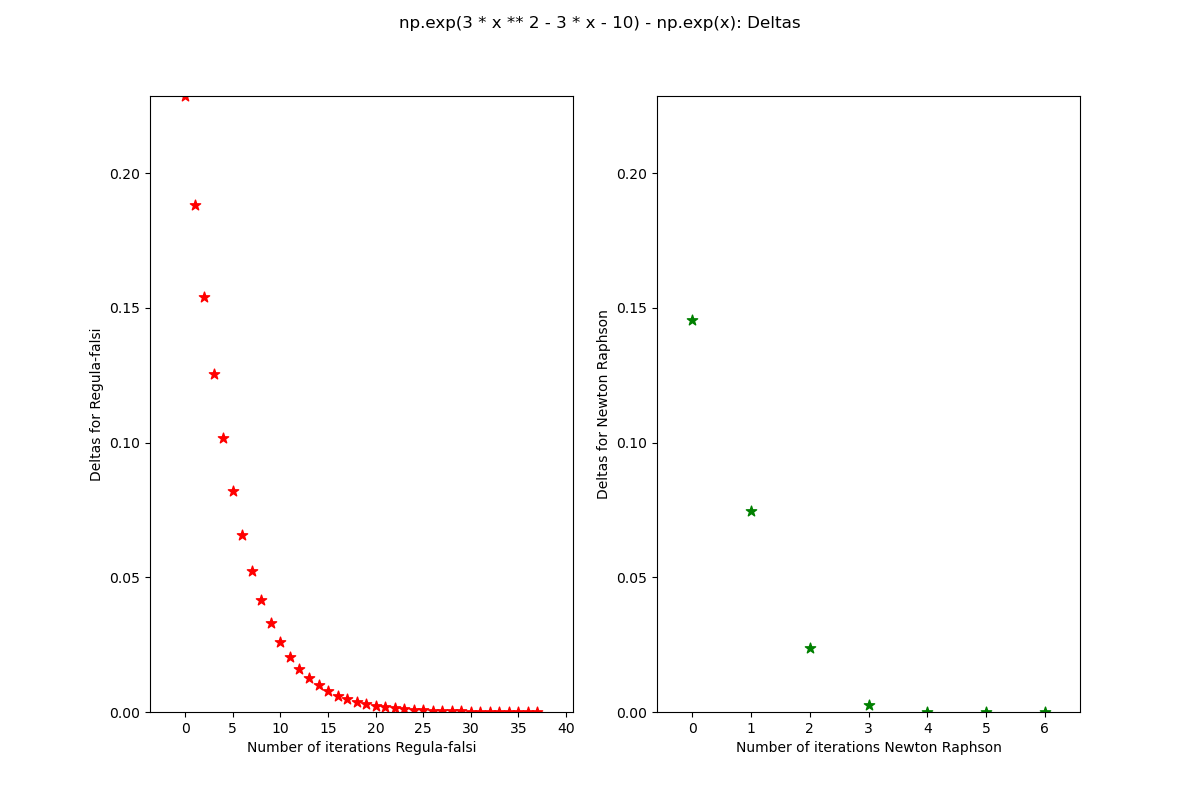 np.exp(3 * x ** 2 - 3 * x - 10) - np.exp(x): Deltas
Deltas for Regula-falsi
0.20
0.15
0.10
0.05
0.00
0 5 10 15 20 25 30 35 40
Number of iterations Regula-falsi
Deltas for Newton Raphson
0.20
0.15
0.10
0.05
0.00
0 1 2 3 4 5 6
Number of iterations Newton Raphson